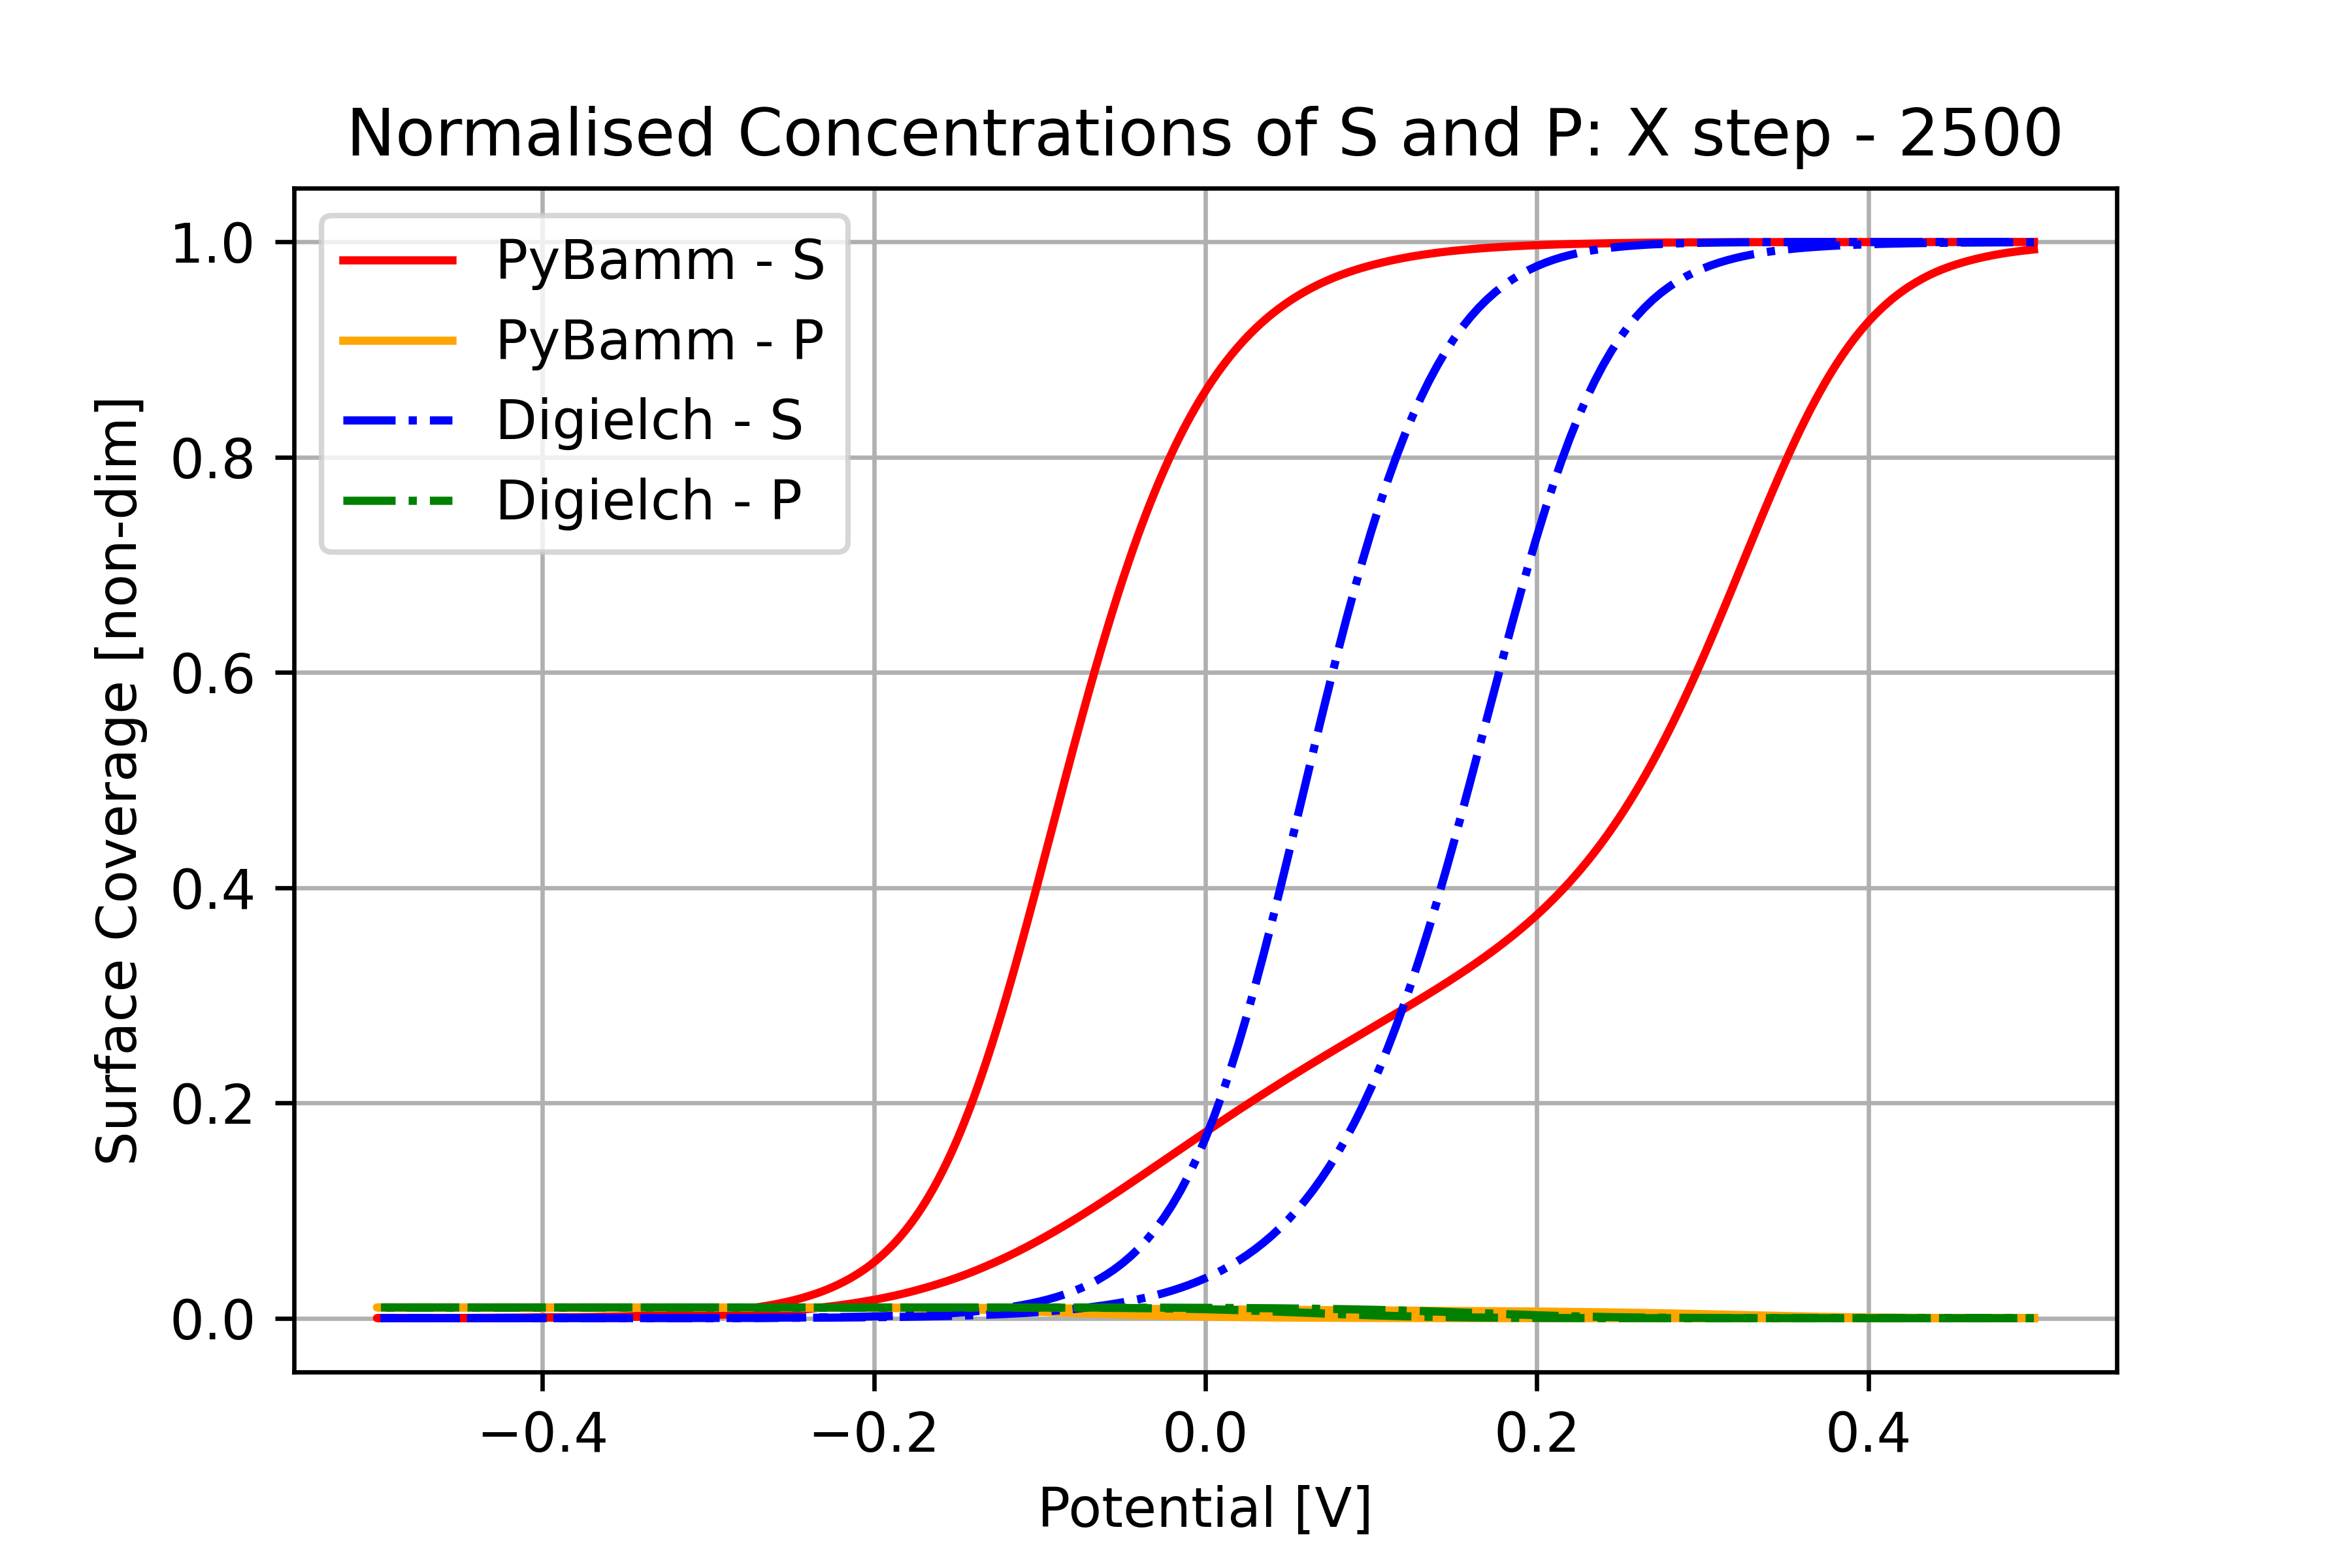 Normalised Concentrations of S and P: X step - 2500
PyBamm - S
PyBamm - P
Digielch - S
Digielch - P
Surface Coverage [non-dim]
1.0
0.8
0.6
0.4
0.2
0.0
−0.4 −0.2 0.0 0.2 0.4
Potential [V]